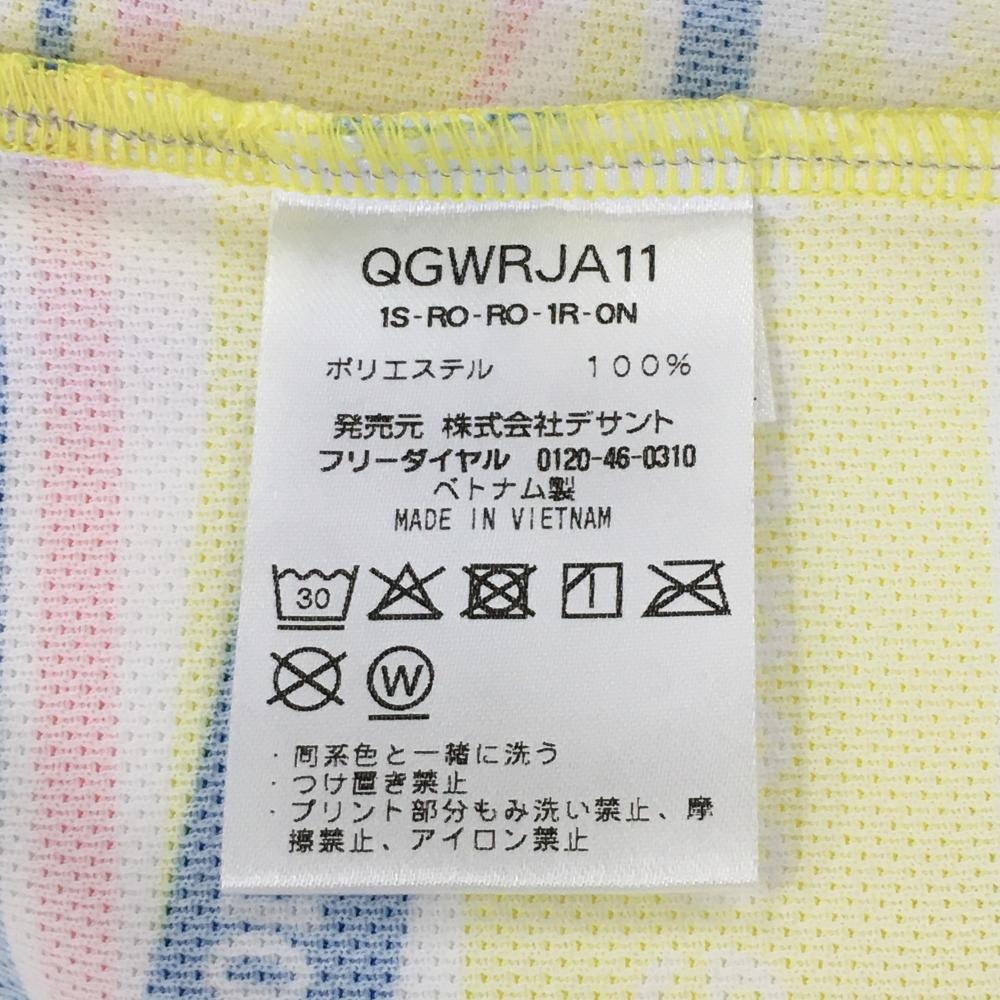 QGWRJA11
1S-RO-RO-1R-ON
ポリエステル 100%
発売元 株式会社デサント
フリーダイヤル 0120-46-0310
ベトナム製
MADE IN VIETNAM
30
W
・同系色と一緒に洗う
・つけ置き禁止
・プリント部分もみ洗い禁止、摩
擦禁止、アイロン禁止